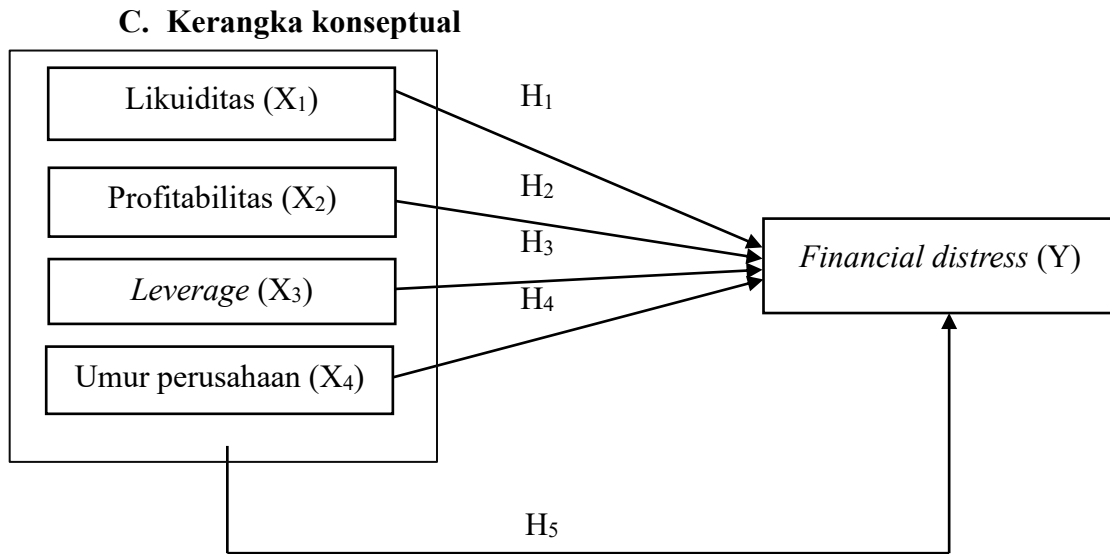 C. Kerangka konseptual
Likuiditas (X₁)
H₁
Profitabilitas (X₂)
H₂
H₃
Financial distress (Y)
Leverage (X₃)
H₄
Umur perusahaan (X₄)
H₅